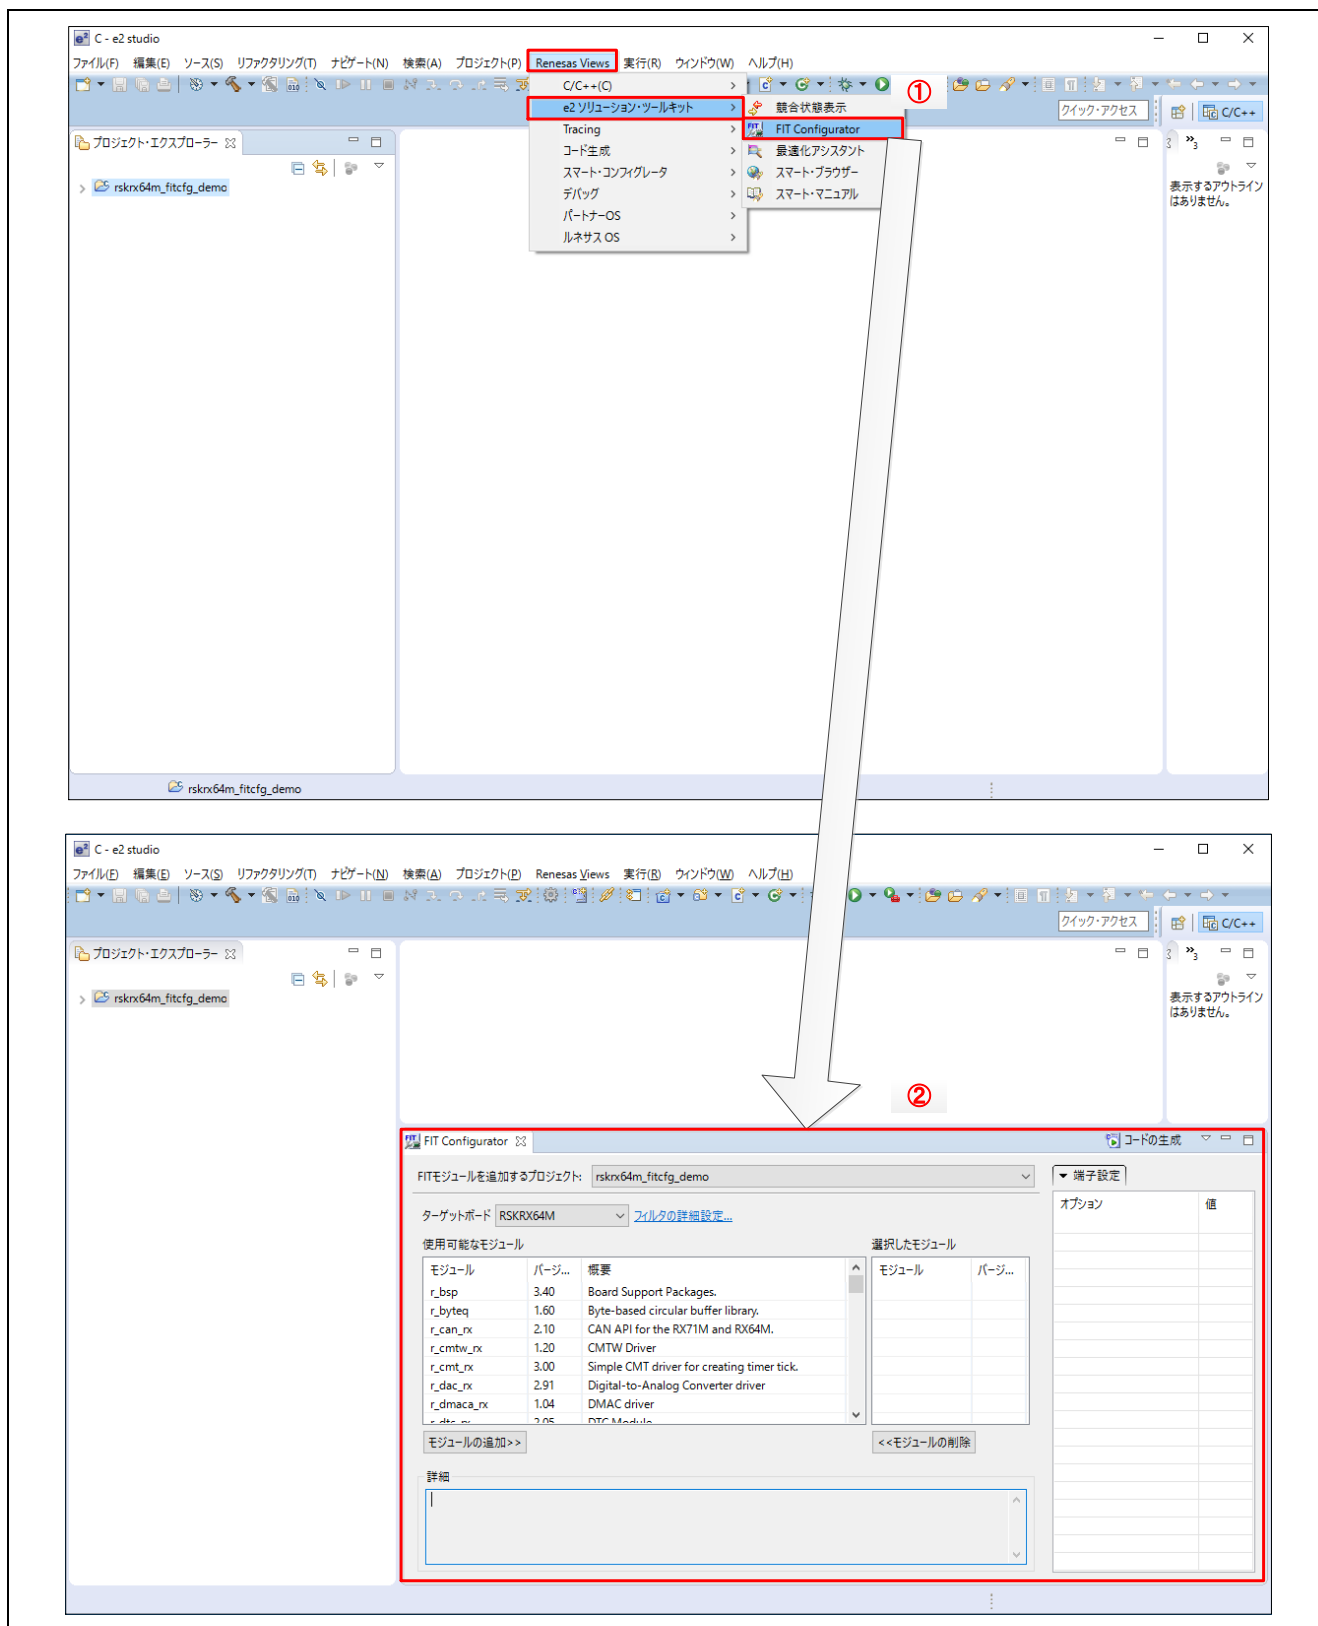 C - e2 studio
ファイル(F) 編集(E) ソース(S) リファクタリング(T) ナビゲート(N) 検索(A) プロジェクト(P) Renesas Views 実行(R) ウィンドウ(W) ヘルプ(H)
C/C++(C)
①
e2 ソリューション・ツールキット
競合状態表示
クイック・アクセス
C/C++
Tracing
FIT Configurator
プロジェクト・エクスプローラー
コード生成
最適化アシスタント
スマート・コンフィグレータ
スマート・ブラウザー
rskrx64m_fitcfg_demo
デバッグ
スマート・マニュアル
表示するアウトライン
はありません。
パートナーOS
ルネサス OS
rskrx64m_fitcfg_demo
C - e2 studio
ファイル(F) 編集(E) ソース(S) リファクタリング(T) ナビゲート(N) 検索(A) プロジェクト(P) Renesas Views 実行(R) ウィンドウ(W) ヘルプ(H)
クイック・アクセス
C/C++
プロジェクト・エクスプローラー
rskrx64m_fitcfg_demo
表示するアウトライン
はありません。
②
FIT Configurator
コードの生成
FITモジュールを追加するプロジェクト: rskrx64m_fitcfg_demo
端子設定
オプション 値
ターゲットボード RSKRX64M フィルタの詳細設定...
使用可能なモジュール 選択したモジュール
モジュール バージ... 概要 モジュール バージ...
r_bsp 3.40 Board Support Packages.
r_byteq 1.60 Byte-based circular buffer library.
r_can_rx 2.10 CAN API for the RX71M and RX64M.
r_cmtw_rx 1.20 CMTW Driver
r_cmt_rx 3.00 Simple CMT driver for creating timer tick.
r_dac_rx 2.91 Digital-to-Analog Converter driver
r_dmaca_rx 1.04 DMAC driver
r_dtc_rx 2.05 DTC Module
モジュールの追加>> <<モジュールの削除
詳細